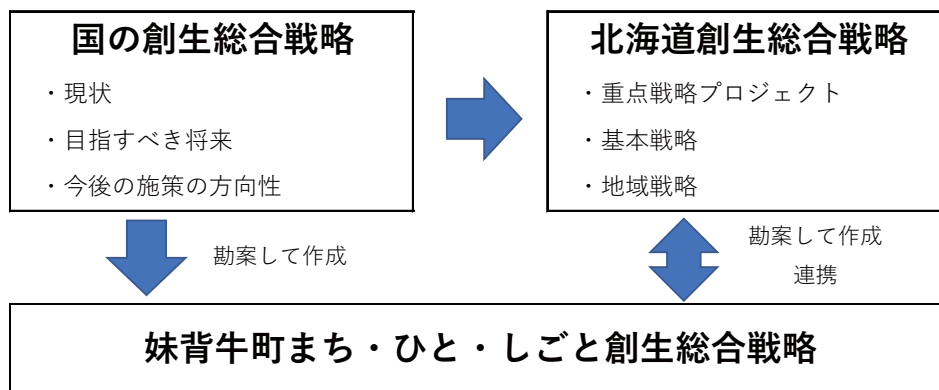 国の創生総合戦略
・現状
・目指すべき将来
・今後の施策の方向性
北海道創生総合戦略
・重点戦略プロジェクト
・基本戦略
・地域戦略
勘案して作成
勘案して作成
連携
妹背牛町まち・ひと・しごと創生総合戦略